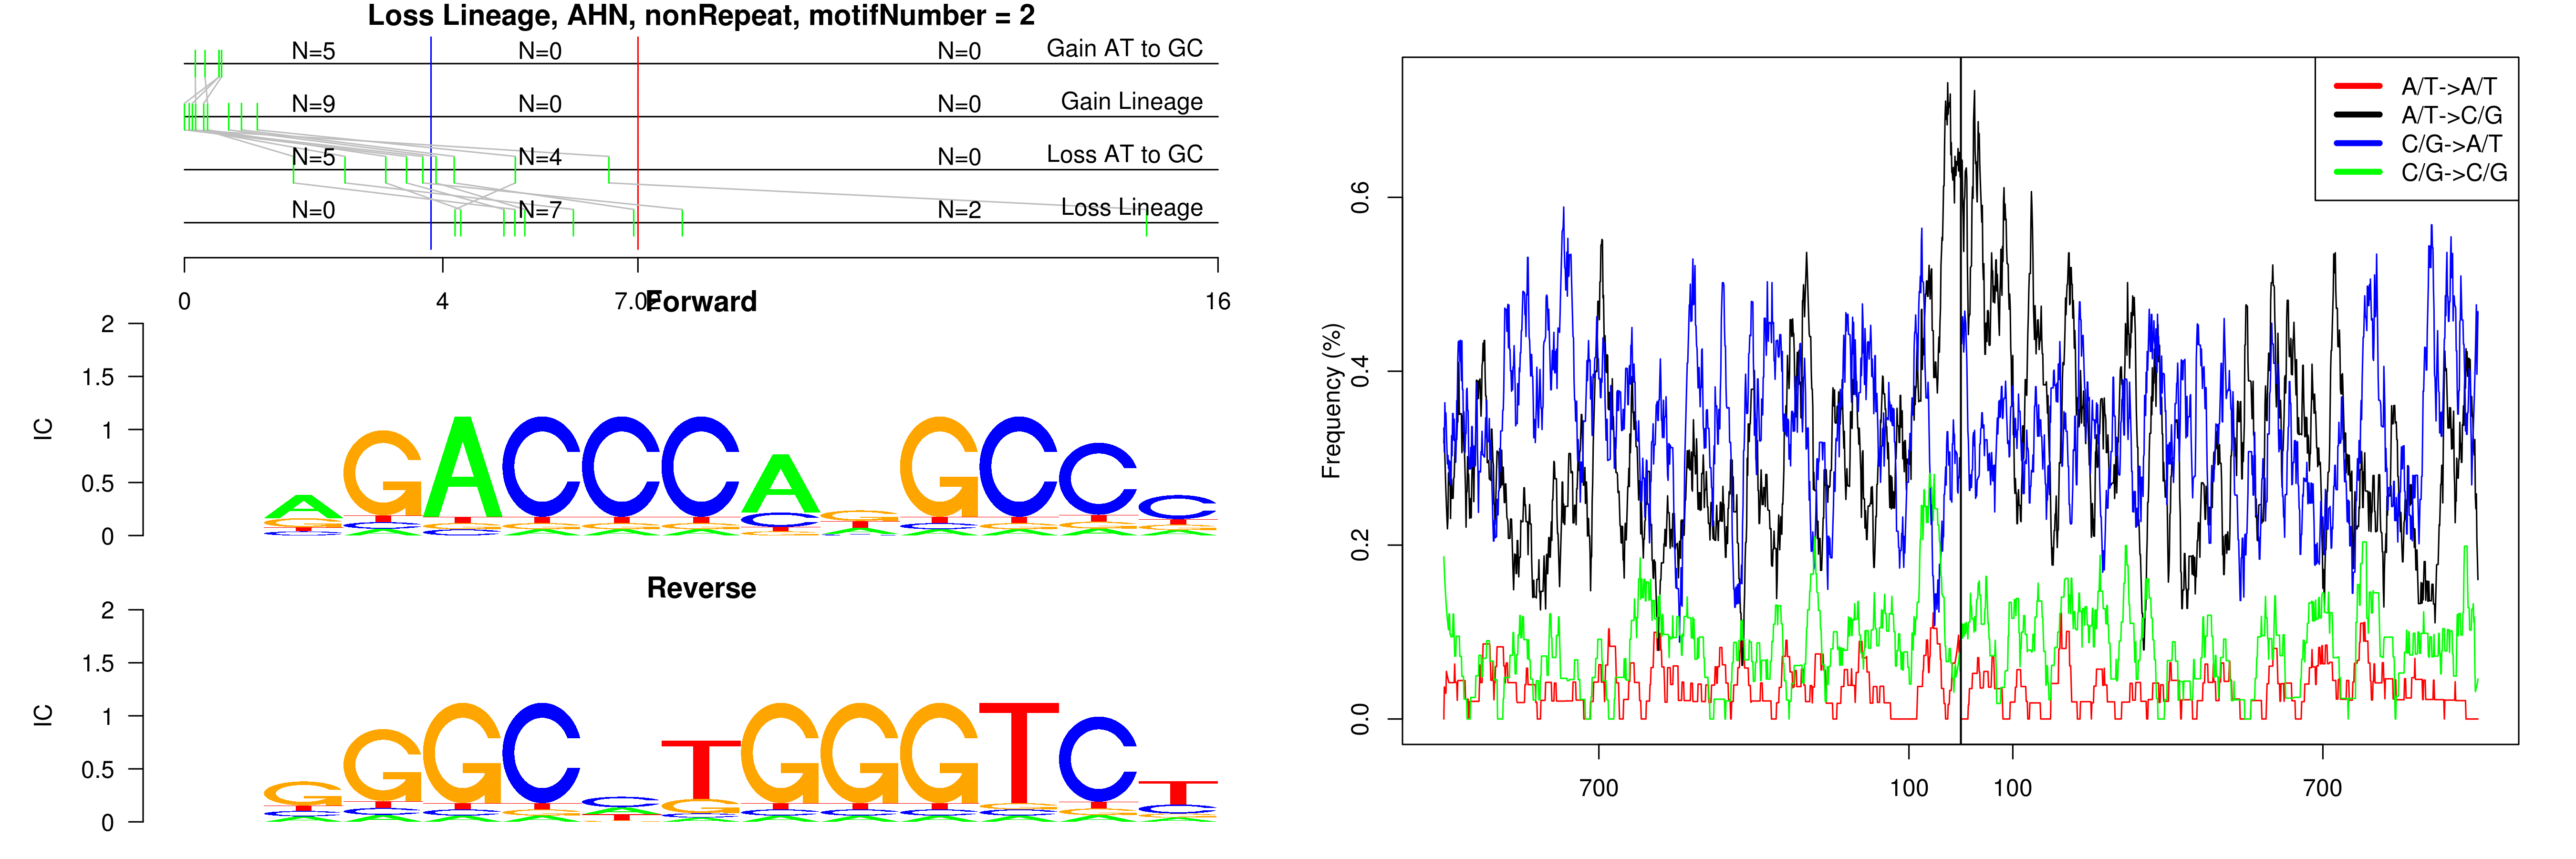 Loss Lineage, AHN, nonRepeat, motifNumber = 2
N=5 N=0 N=0 Gain AT to GC
N=9 N=0 N=0 Gain Lineage
N=5 N=4 N=0 Loss AT to GC
N=0 N=7 N=2 Loss Lineage
0 4 7.02 16
Forward
2
1.5
1
0.5
0
IC
AGACCCAGGCCC
Reverse
2
1.5
1
0.5
0
IC
GGGCCTGGGTCT
A/T->A/T
A/T->C/G
C/G->A/T
C/G->C/G
Frequency (%)
0.6
0.4
0.2
0.0
700 100 100 700